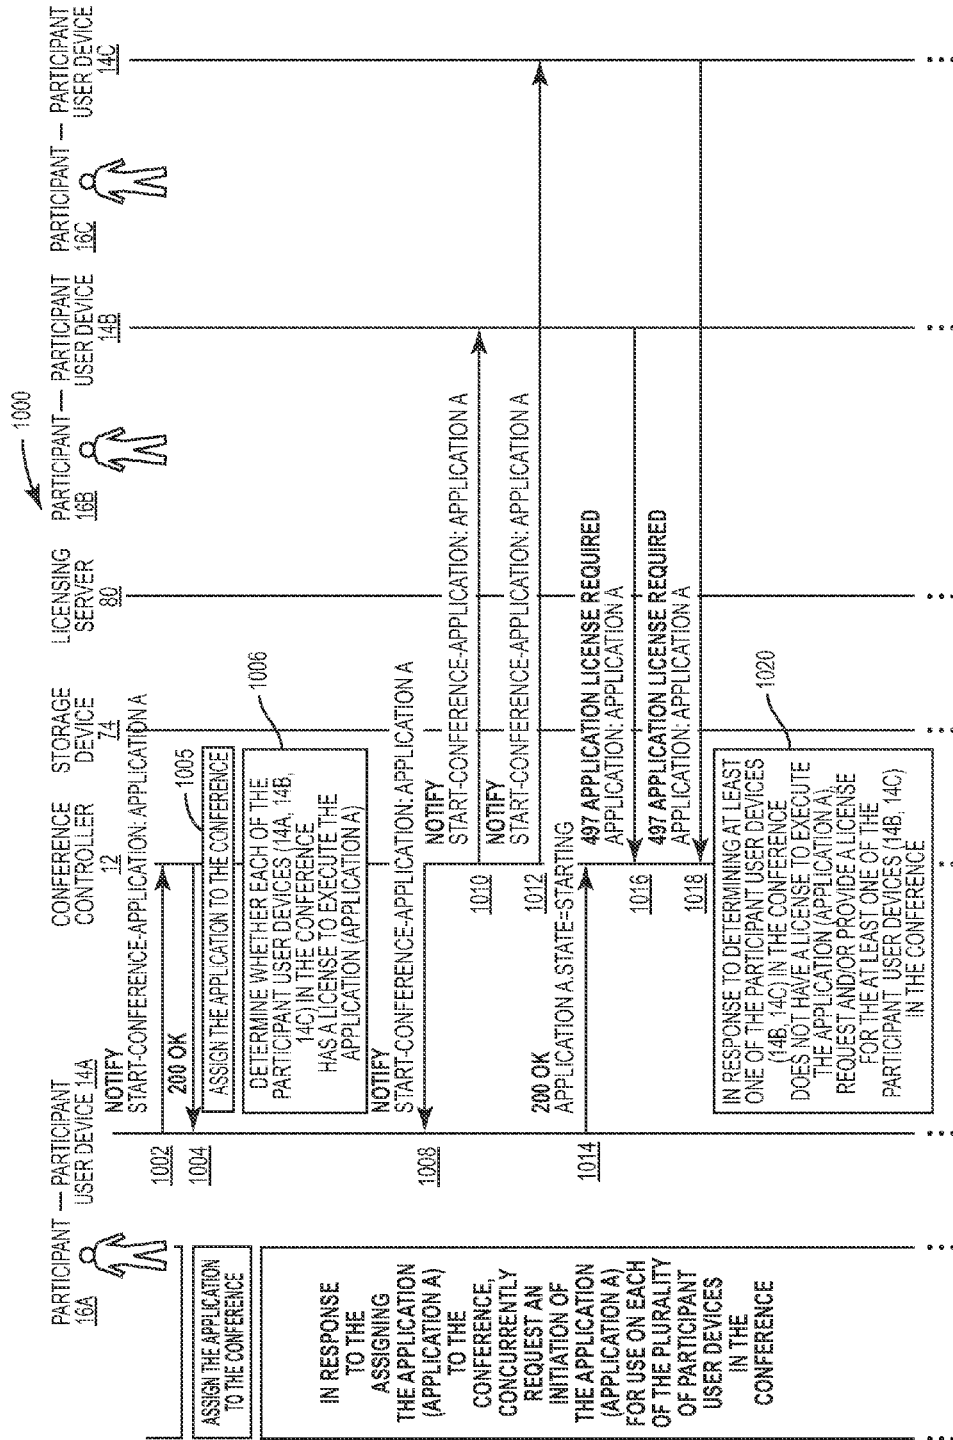 1000
PARTICIPANT — PARTICIPANT
16A
USER DEVICE 14A
CONFERENCE
CONTROLLER
12
STORAGE
DEVICE
74
LICENSING
SERVER
80
PARTICIPANT — PARTICIPANT
16B
USER DEVICE
14B
PARTICIPANT — PARTICIPANT
16C
USER DEVICE
14C
NOTIFY
START-CONFERENCE-APPLICATION: APPLICATION A
1002
200 OK
1004
ASSIGN THE APPLICATION TO THE CONFERENCE
1005
DETERMINE WHETHER EACH OF THE
PARTICIPANT USER DEVICES (14A, 14B,
14C) IN THE CONFERENCE
HAS A LICENSE TO EXECUTE THE
APPLICATION (APPLICATION A)
1006
NOTIFY
START-CONFERENCE-APPLICATION: APPLICATION A
1008
NOTIFY
START-CONFERENCE-APPLICATION: APPLICATION A
1010
NOTIFY
START-CONFERENCE-APPLICATION: APPLICATION A
1012
200 OK
APPLICATION A.STATE=STARTING
1014
497 APPLICATION LICENSE REQUIRED
APPLICATION: APPLICATION A
1016
497 APPLICATION LICENSE REQUIRED
APPLICATION: APPLICATION A
1018
IN RESPONSE TO DETERMINING AT LEAST
ONE OF THE PARTICIPANT USER DEVICES
(14B, 14C) IN THE CONFERENCE
DOES NOT HAVE A LICENSE TO EXECUTE
THE APPLICATION (APPLICATION A),
REQUEST AND/OR PROVIDE A LICENSE
FOR THE AT LEAST ONE OF THE
PARTICIPANT USER DEVICES (14B, 14C)
IN THE CONFERENCE
1020
ASSIGN THE APPLICATION
TO THE CONFERENCE
IN RESPONSE
TO THE
ASSIGNING
THE APPLICATION
(APPLICATION A)
TO THE
CONFERENCE,
CONCURRENTLY
REQUEST AN
INITIATION OF
THE APPLICATION
(APPLICATION A)
FOR USE ON EACH
OF THE PLURALITY
OF PARTICIPANT
USER DEVICES
IN THE
CONFERENCE